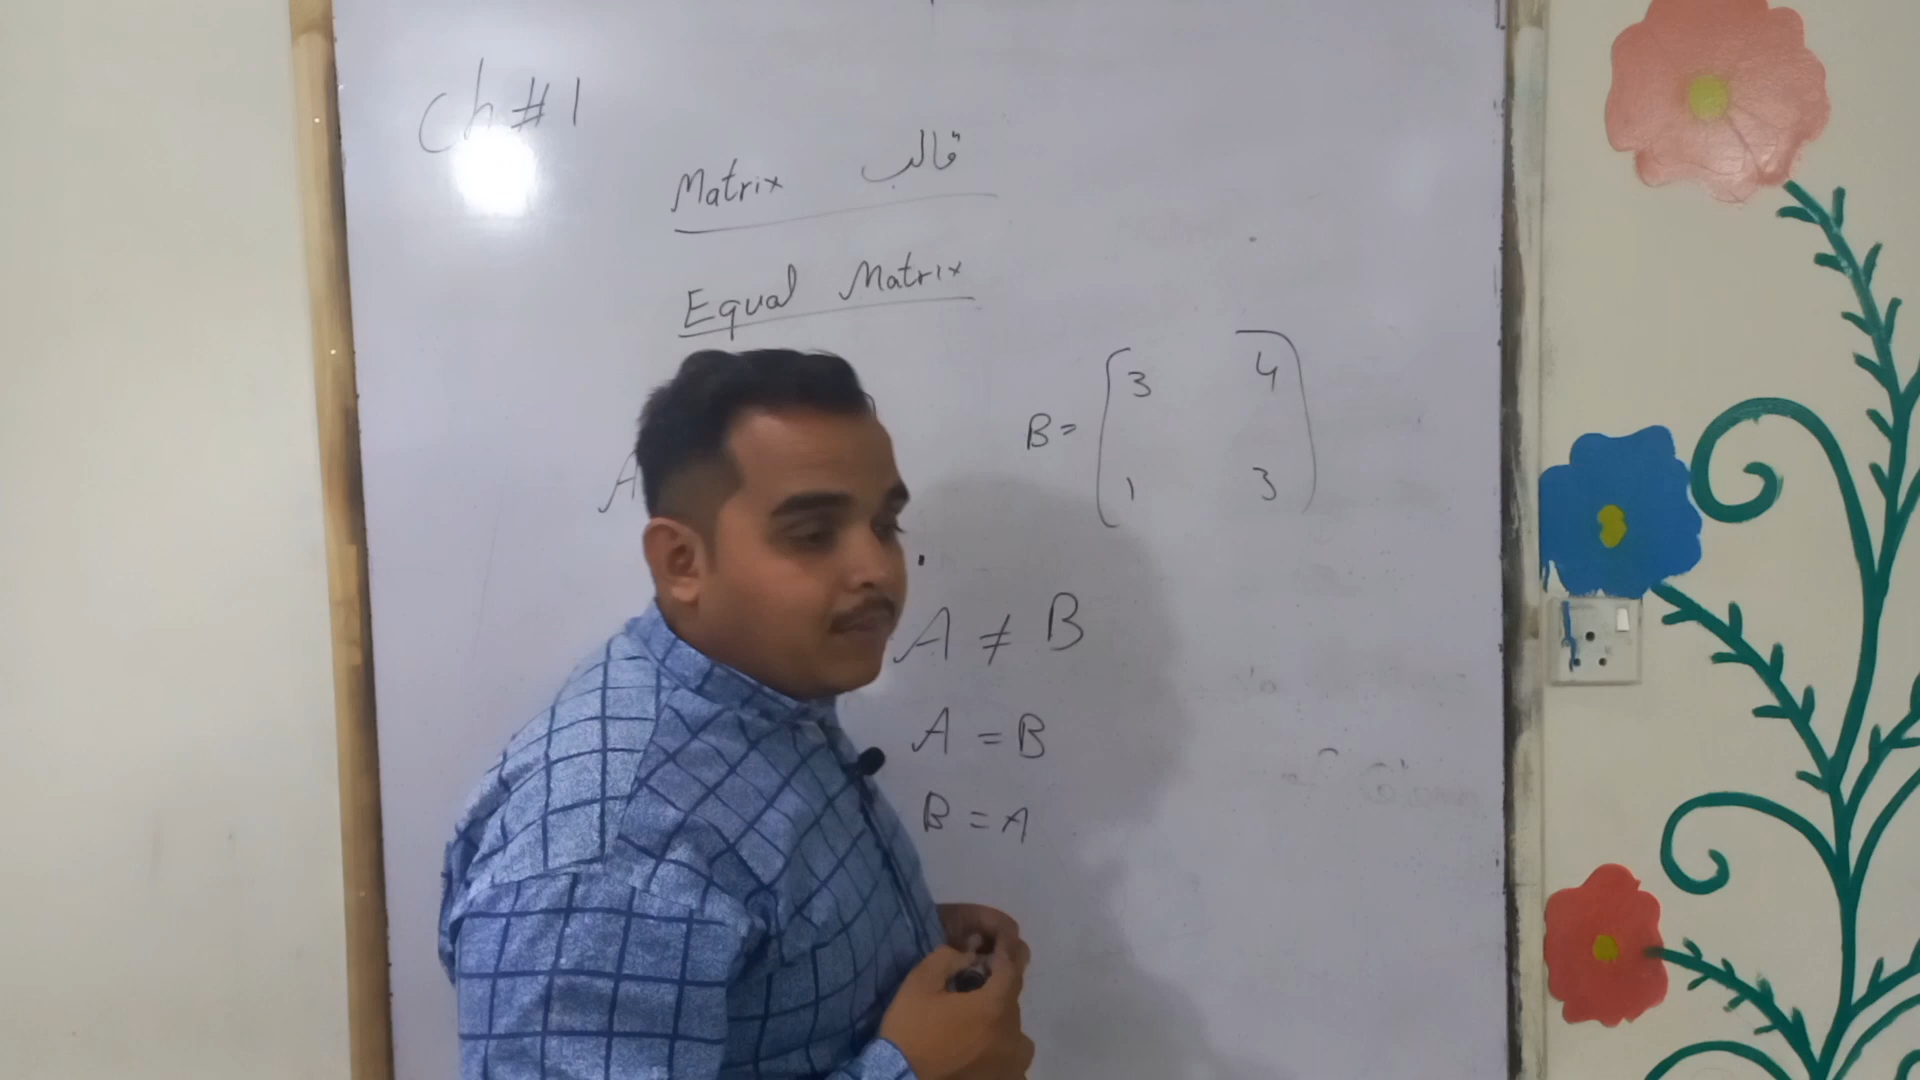 Ch #1
Matrix قالب
Equal Matrix
A
B = 3 4
1 3
A ≠ B
A = B
B = A